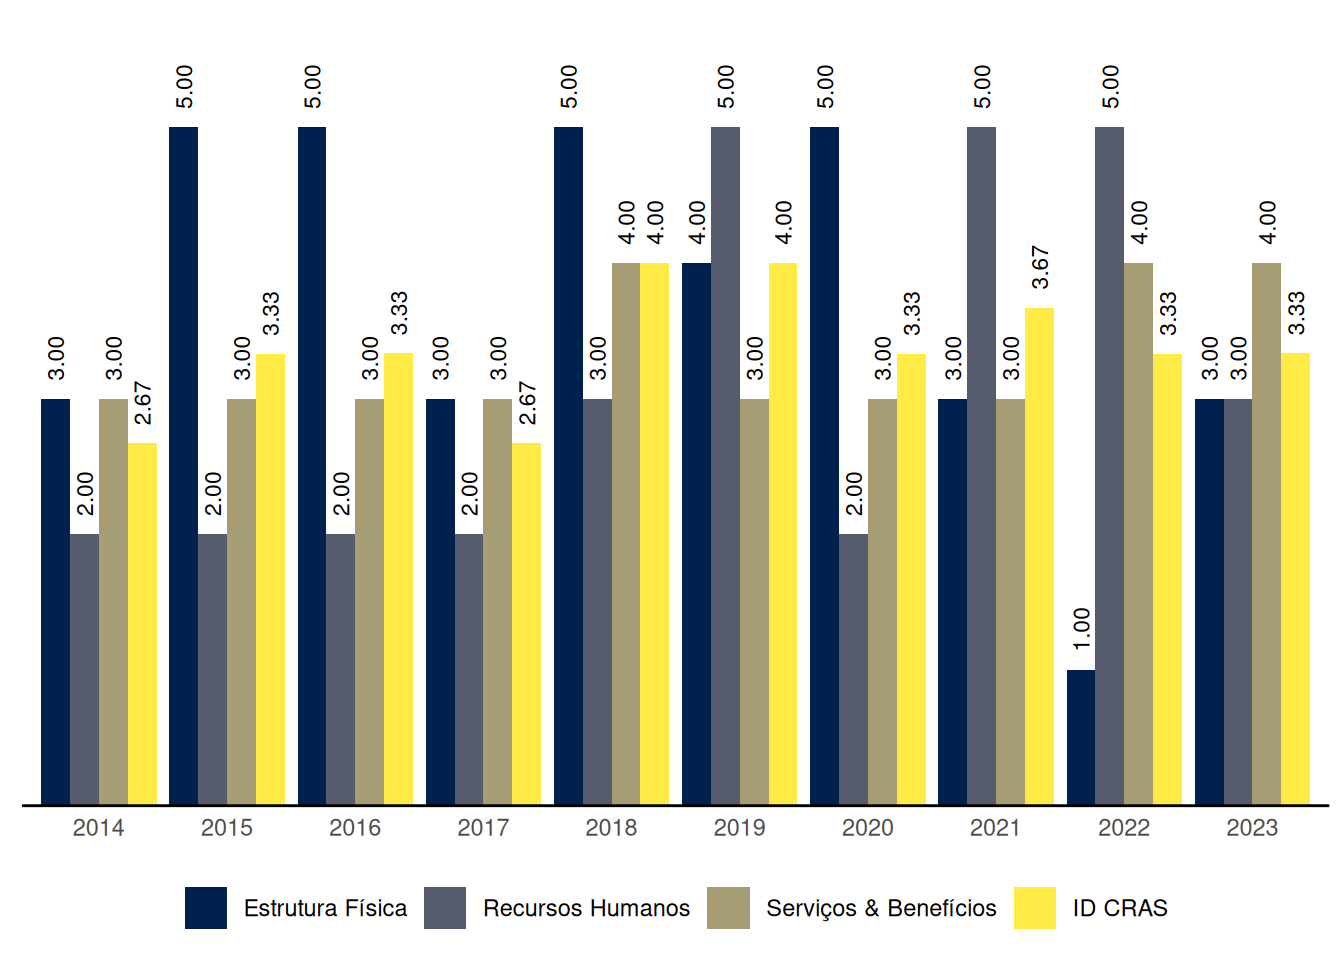 5.00 5.00 5.00 5.00 5.00 5.00 5.00
4.00 4.00 4.00 4.00 4.00 4.00
3.67
3.33 3.33 3.33 3.33 3.33
3.00 3.00 3.00 3.00 3.00 3.00 3.00 3.00 3.00 3.00 3.00 3.00 3.00
2.67 2.67
2.00 2.00 2.00 2.00 2.00
1.00
2014 2015 2016 2017 2018 2019 2020 2021 2022 2023
Estrutura Física Recursos Humanos Serviços & Benefícios ID CRAS